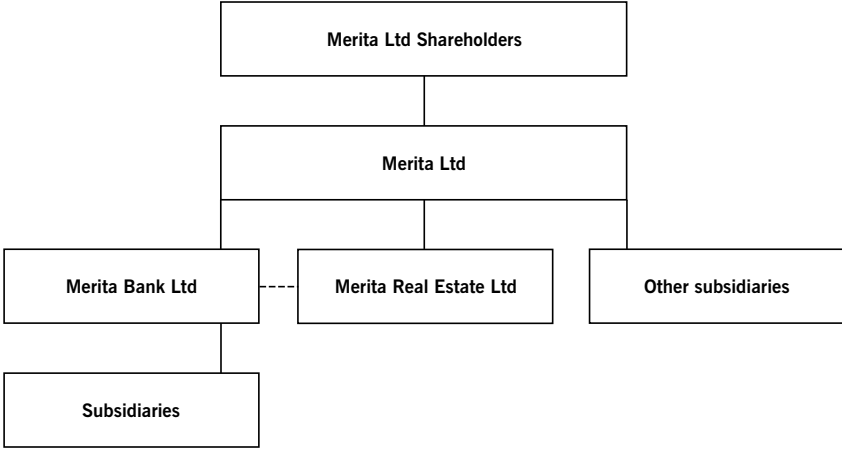 Merita Ltd Shareholders
Merita Ltd
Merita Bank Ltd
Merita Real Estate Ltd
Other subsidiaries
Subsidiaries